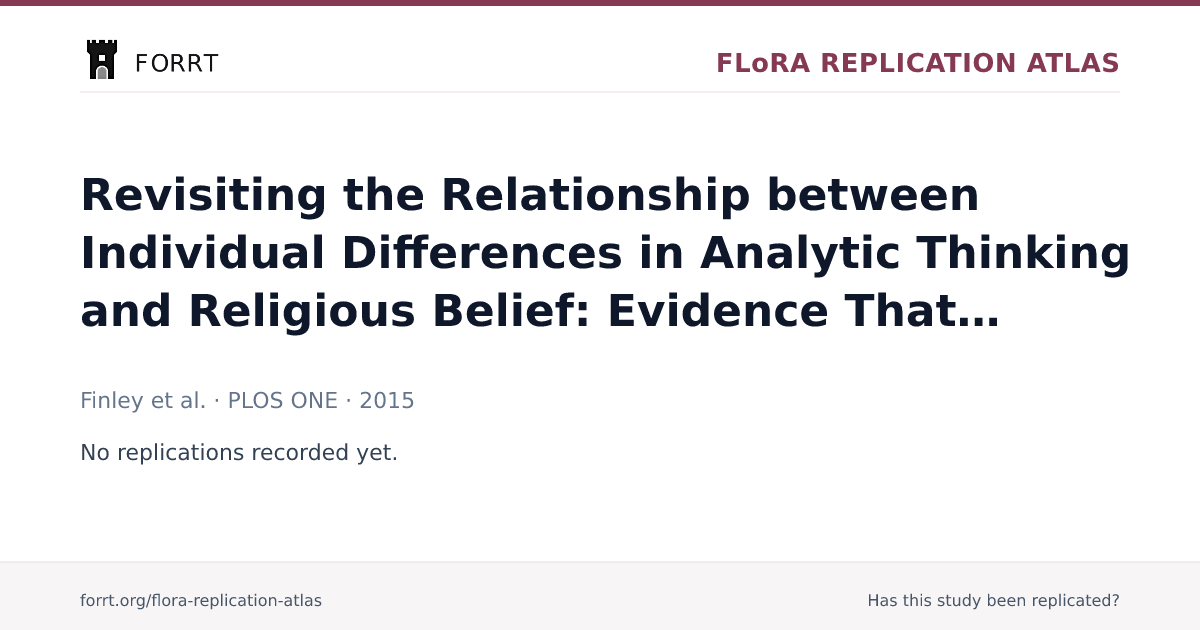 FORRT
FLoRA REPLICATION ATLAS
Revisiting the Relationship between
Individual Differences in Analytic Thinking
and Religious Belief: Evidence That…
Finley et al. · PLOS ONE · 2015
No replications recorded yet.
forrt.org/flora-replication-atlas
Has this study been replicated?